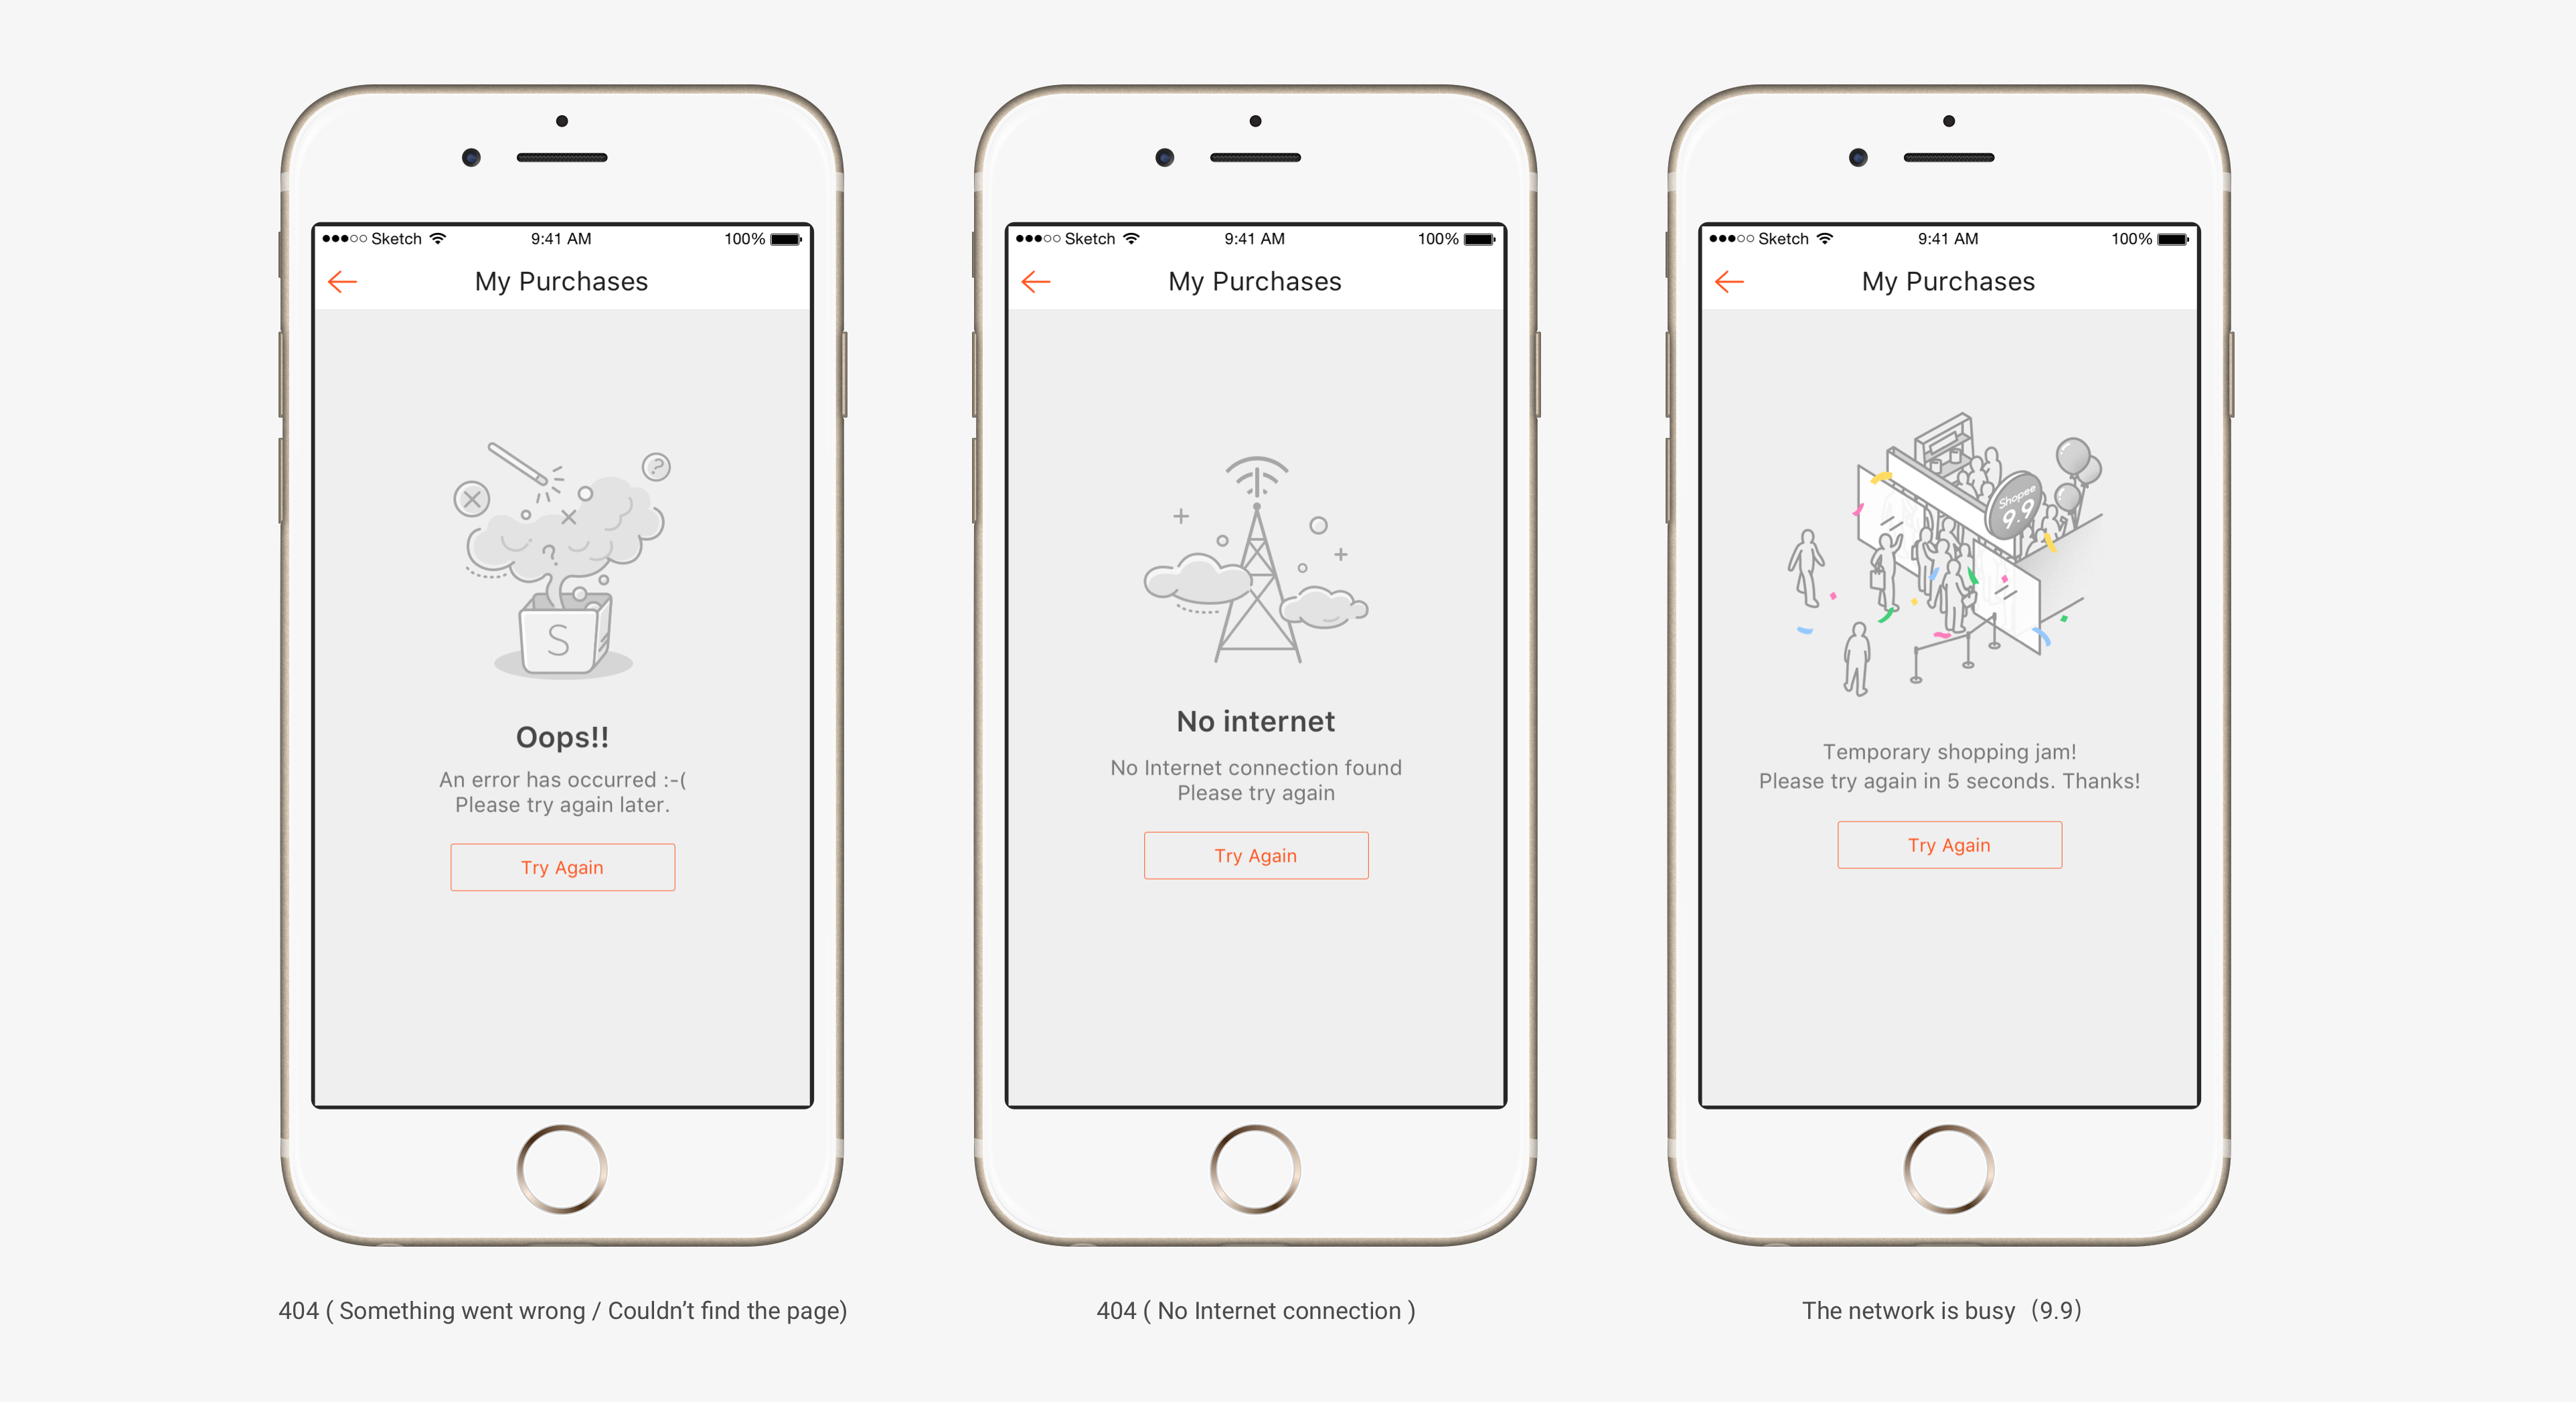 Sketch 9:41 AM 100%
My Purchases
?
?
S
Oops!!
An error has occurred :-(
Please try again later.
Try Again
404 ( Something went wrong / Couldn’t find the page)
Sketch 9:41 AM 100%
My Purchases
No internet
No Internet connection found
Please try again
Try Again
404 ( No Internet connection )
Sketch 9:41 AM 100%
My Purchases
Shopee
9.9
Temporary shopping jam!
Please try again in 5 seconds. Thanks!
Try Again
The network is busy （9.9）